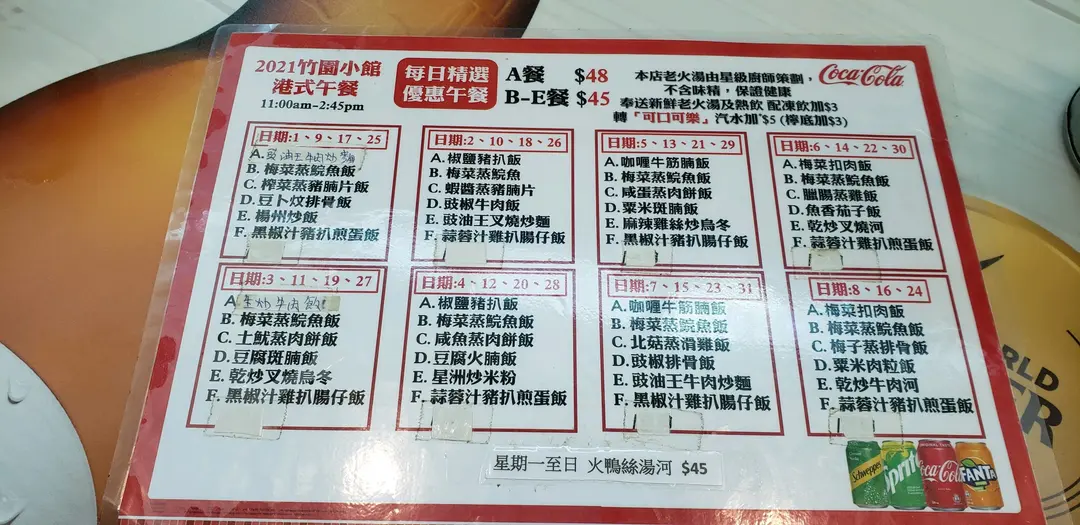 2021竹園小館
港式午餐
11:00am-2:45pm
每日精選
優惠午餐
A餐 $48
B-E餐 $45
本店老火湯由星級廚師策劃，
不含味精，保證健康
奉送新鮮老火湯及熱飲 配凍飲加$3
轉「可口可樂」汽水加$5 (檸底加$3)
Coca-Cola
日期:1、9、17、25
A.豉油王牛肉炒麵
B.梅菜蒸鯇魚飯
C.榨菜蒸豬腩片飯
D.豆卜炆排骨飯
E.楊州炒飯
F.黑椒汁豬扒煎蛋飯
日期:2、10、18、26
A.椒鹽豬扒飯
B.梅菜蒸鯇魚
C.蝦醬蒸豬腩片
D.豉椒牛肉飯
E.豉油王叉燒炒麵
F.蒜蓉汁雞扒腸仔飯
日期:5、13、21、29
A.咖喱牛筋腩飯
B.梅菜蒸鯇魚飯
C.咸蛋蒸肉餅飯
D.粟米斑腩飯
E.麻辣雞絲炒烏冬
F.黑椒汁豬扒腸仔飯
日期:6、14、22、30
A.梅菜扣肉飯
B.梅菜蒸鯇魚飯
C.臘腸蒸雞飯
D.魚香茄子飯
E.乾炒叉燒河
F.蒜蓉汁雞扒煎蛋飯
日期:3、11、19、27
A.生炒牛肉飯
B.梅菜蒸鯇魚飯
C.土魷蒸肉餅飯
D.豆腐斑腩飯
E.乾炒叉燒烏冬
F.黑椒汁雞扒腸仔飯
日期:4、12、20、28
A.椒鹽豬扒飯
B.梅菜蒸鯇魚飯
C.咸魚蒸肉餅飯
D.豆腐火腩飯
E.星洲炒米粉
F.蒜蓉汁雞扒煎蛋飯
日期:7、15、23、31
A.咖喱牛筋腩飯
B.梅菜蒸鯇魚飯
C.北菇蒸滑雞飯
D.豉椒排骨飯
E.豉油王牛肉炒麵
F.黑椒汁雞扒腸仔飯
日期:8、16、24
A.梅菜扣肉飯
B.梅菜蒸鯇魚飯
C.梅子蒸排骨飯
D.粟米肉粒飯
E.乾炒牛肉河
F.蒜蓉汁豬扒煎蛋飯
星期一至日 火鴨絲湯河 $45
Schweppes
Sprite
Coca-Cola
FANTA